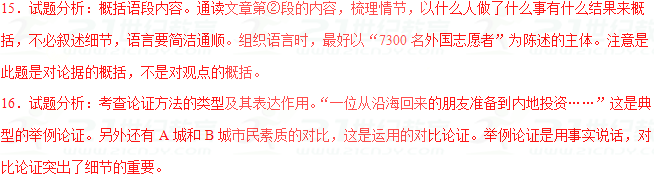 15．试题分析：概括语段内容。通读文章第②段的内容，梳理情节，以什么人做了什么事有什么结果来概
括，不必叙述细节，语言要简洁通顺。组织语言时，最好以“7300 名外国志愿者”为陈述的主体。注意是
此题是对论据的概括，不是对观点的概括。
16．试题分析：考查论证方法的类型及其表达作用。“一位从沿海回来的朋友准备到内地投资……”这是典
型的举例论证。另外还有 A 城和 B 城市民素质的对比，这是运用的对比论证。举例论证是用事实说话，对
比论证突出了细节的重要。